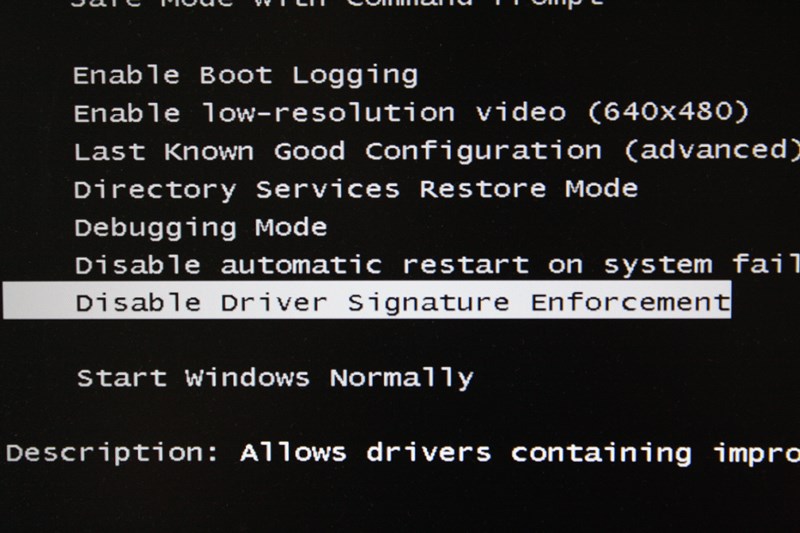 Safe Mode with Command Prompt
Enable Boot Logging
Enable low-resolution video (640x480)
Last Known Good Configuration (advanced)
Directory Services Restore Mode
Debugging Mode
Disable automatic restart on system fail
Disable Driver Signature Enforcement
Start Windows Normally
Description: Allows drivers containing impro